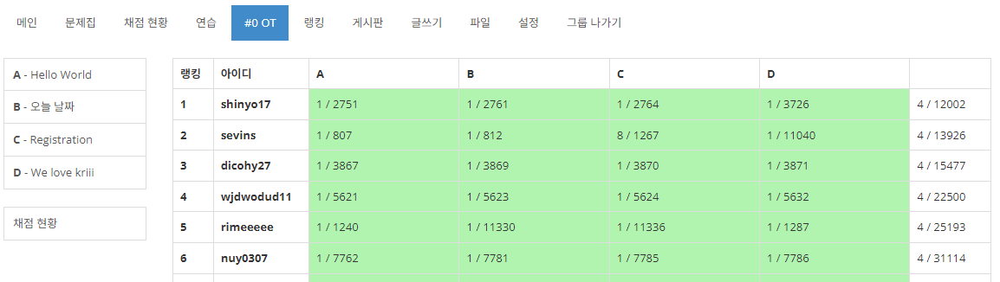 메인 문제집 채점 현황 연습 #0 OT 랭킹 게시판 글쓰기 파일 설정 그룹 나가기
A - Hello World
B - 오늘 날짜
C - Registration
D - We love kriii
채점 현황
랭킹 아이디 A B C D
1 shinyo17 1 / 2751 1 / 2761 1 / 2764 1 / 3726 4 / 12002
2 sevins 1 / 807 1 / 812 8 / 1267 1 / 11040 4 / 13926
3 dicohy27 1 / 3867 1 / 3869 1 / 3870 1 / 3871 4 / 15477
4 wjdwodud11 1 / 5621 1 / 5623 1 / 5624 1 / 5632 4 / 22500
5 rimeeeee 1 / 1240 1 / 11330 1 / 11336 1 / 1287 4 / 25193
6 nuy0307 1 / 7762 1 / 7781 1 / 7785 1 / 7786 4 / 31114